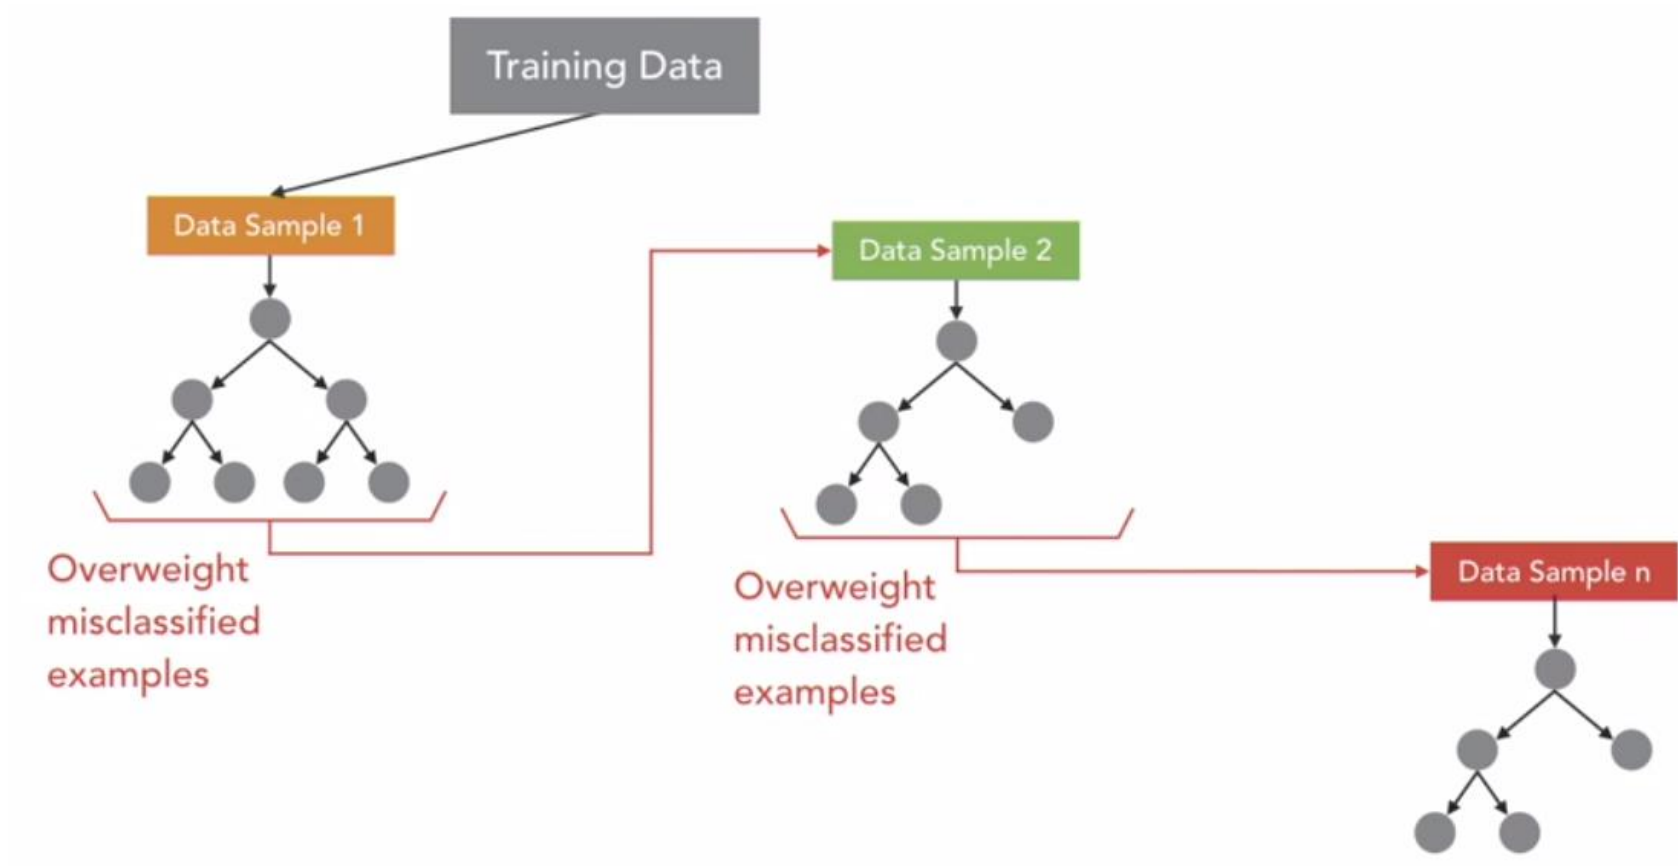 Training Data
Data Sample 1
Data Sample 2
Overweight
misclassified
examples
Overweight
misclassified
examples
Data Sample n